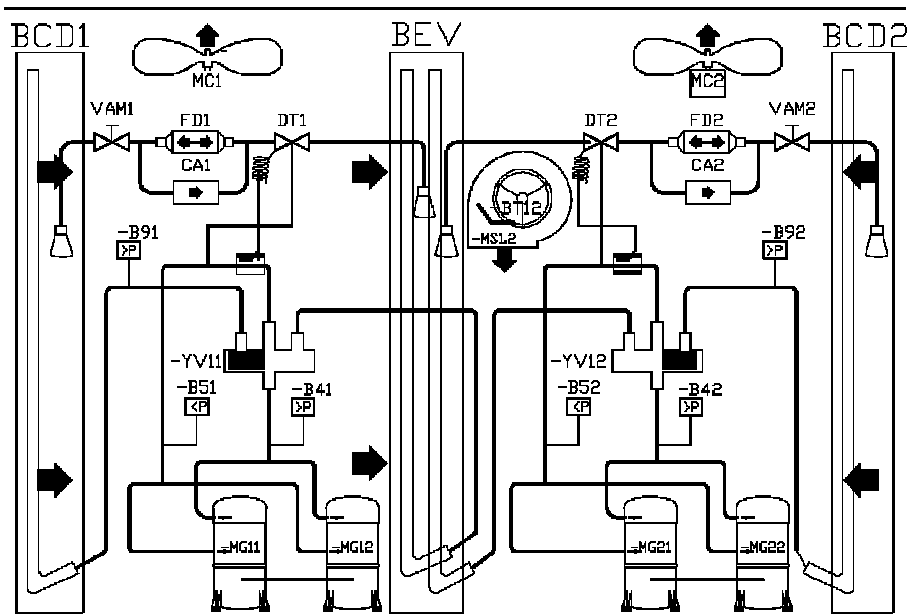 BCD1
BEV
BCD2
MC1
MC2
VAM1
FD1
DT1
CA1
DT2
FD2
VAM2
CA2
BT12
-MS12
-B91
>P
-B92
>P
-YV11
-YV12
-B51
<P
-B41
>P
-B52
<P
-B42
>P
MG11
MG12
MG21
MG22